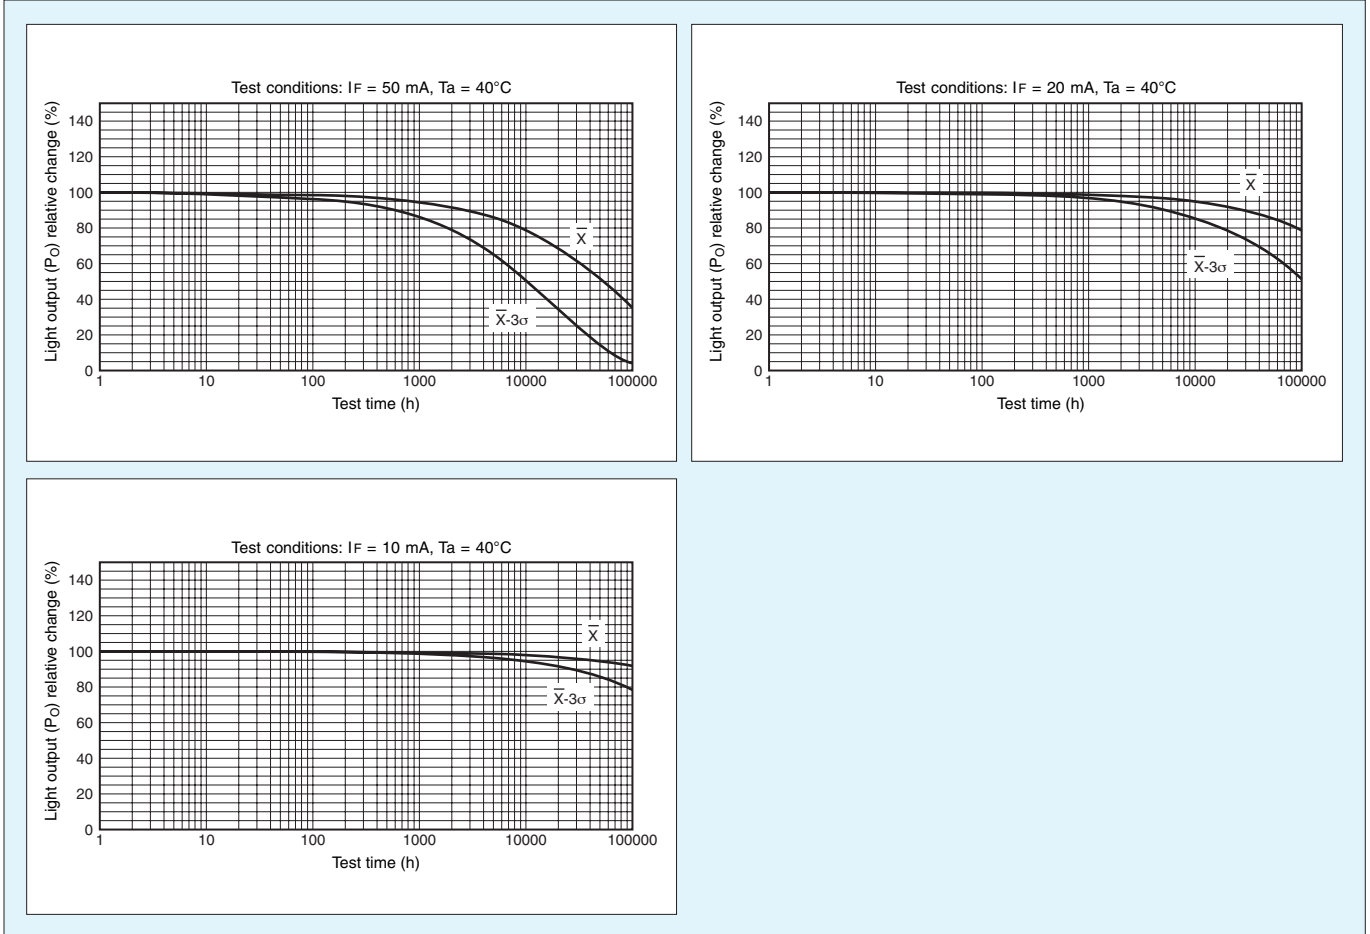 Test conditions: IF = 50 mA, Ta = 40°C
Light output (PO) relative change (%)
140
120
100
80
60
40
20
0
X̅
X̅-3σ
1 10 100 1000 10000 100000
Test time (h)
Test conditions: IF = 20 mA, Ta = 40°C
Light output (PO) relative change (%)
140
120
100
80
60
40
20
0
X̅
X̅-3σ
1 10 100 1000 10000 100000
Test time (h)
Test conditions: IF = 10 mA, Ta = 40°C
Light output (PO) relative change (%)
140
120
100
80
60
40
20
0
X̅
X̅-3σ
1 10 100 1000 10000 100000
Test time (h)